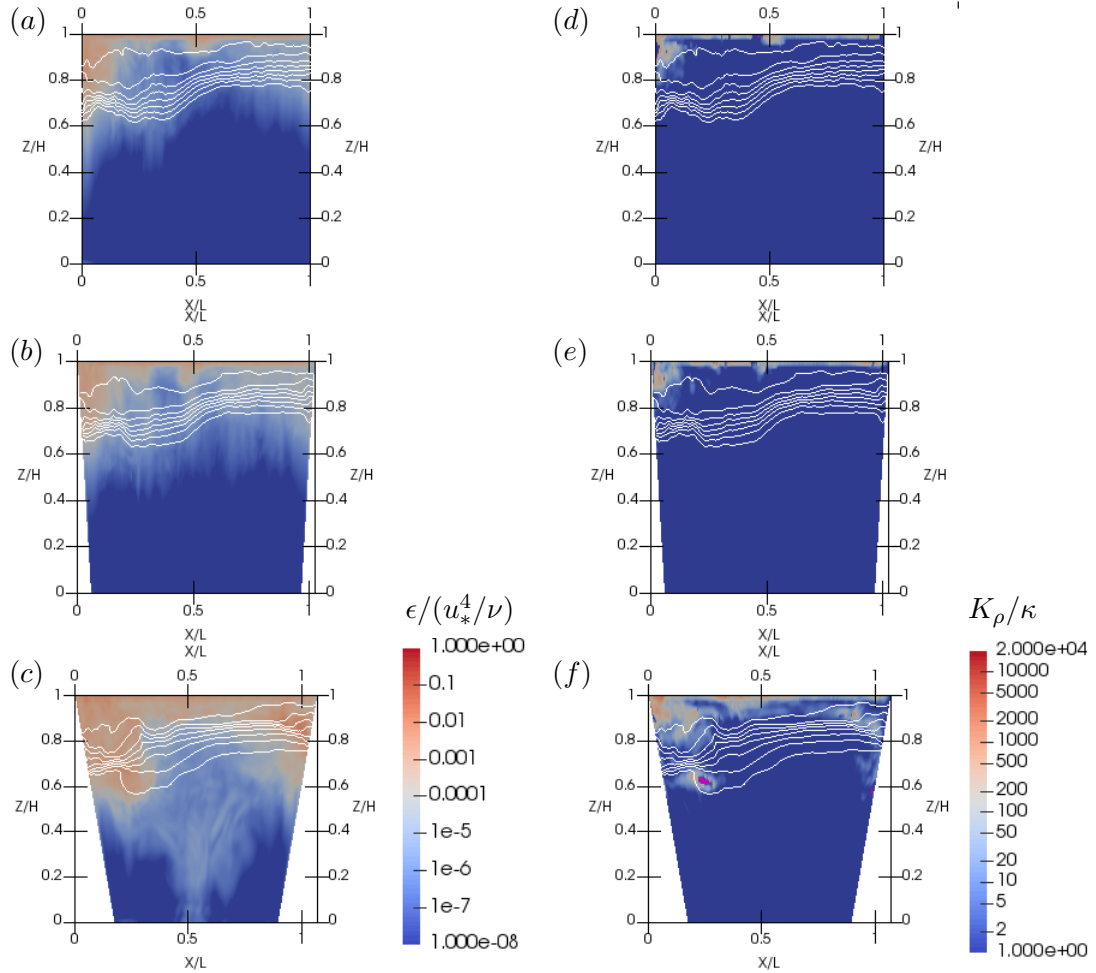 (a)
0 0.5 1
1 1
0.8 0.8
0.6 0.6
Z/H Z/H
0.4 0.4
0.2 0.2
0 0
0 0.5 1
X/L
(d)
0 0.5 1
1 1
0.8 0.8
0.6 0.6
Z/H Z/H
0.4 0.4
0.2 0.2
0 0
0 0.5 1
X/L
(b)
X/L
0 0.5 1
1 1
0.8 0.8
0.6 0.6
Z/H Z/H
0.4 0.4
0.2 0.2
0 0
0 0.5 1
X/L
(e)
X/L
0 0.5 1
1 1
0.8 0.8
0.6 0.6
Z/H Z/H
0.4 0.4
0.2 0.2
0 0
0 0.5 1
X/L
(c)
X/L
0 0.5 1
1 1
0.8 0.8
0.6 0.6
Z/H Z/H
0.4 0.4
0.2 0.2
0 0
0 0.5 1
X/L
ϵ/(u⁴∗/ν)
1.000e+00
0.1
0.01
0.001
0.0001
1e-5
1e-6
1e-7
1.000e-08
(f)
X/L
0 0.5 1
1 1
0.8 0.8
0.6 0.6
Z/H Z/H
0.4 0.4
0.2 0.2
0 0
0 0.5 1
X/L
Kρ/κ
2.000e+04
10000
5000
2000
1000
500
200
100
50
20
10
5
2
1.000e+00